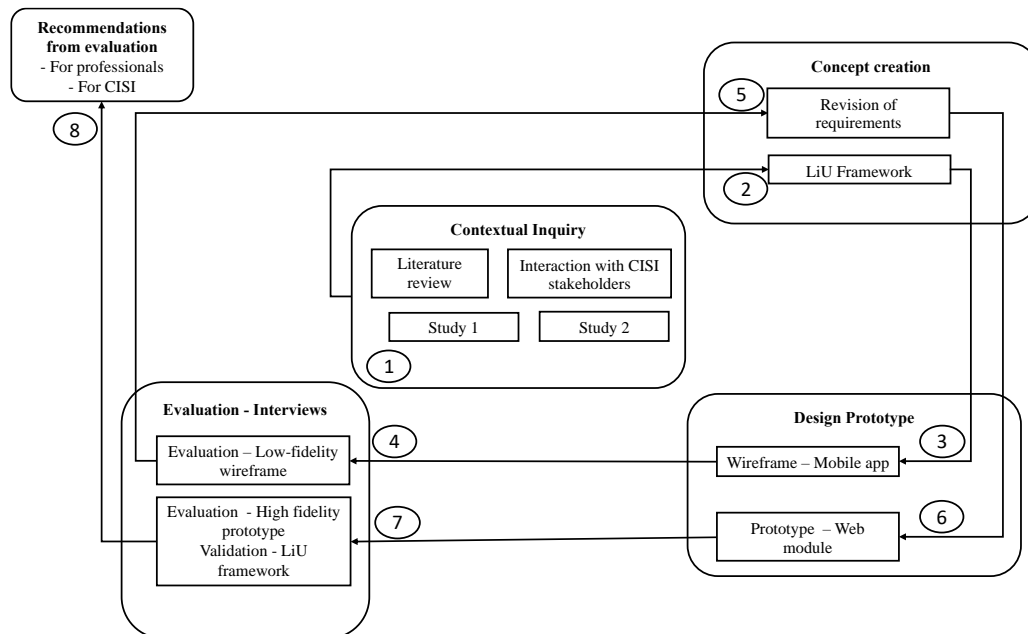 Recommendations
from evaluation
- For professionals
- For CISI
8
Concept creation
5
Revision of
requirements
2
LiU Framework
Contextual Inquiry
Literature
review
Interaction with CISI
stakeholders
Study 1
Study 2
1
Evaluation - Interviews
Evaluation – Low-fidelity
wireframe
4
Evaluation - High fidelity
prototype
Validation - LiU
framework
7
Design Prototype
3
Wireframe – Mobile app
6
Prototype – Web
module